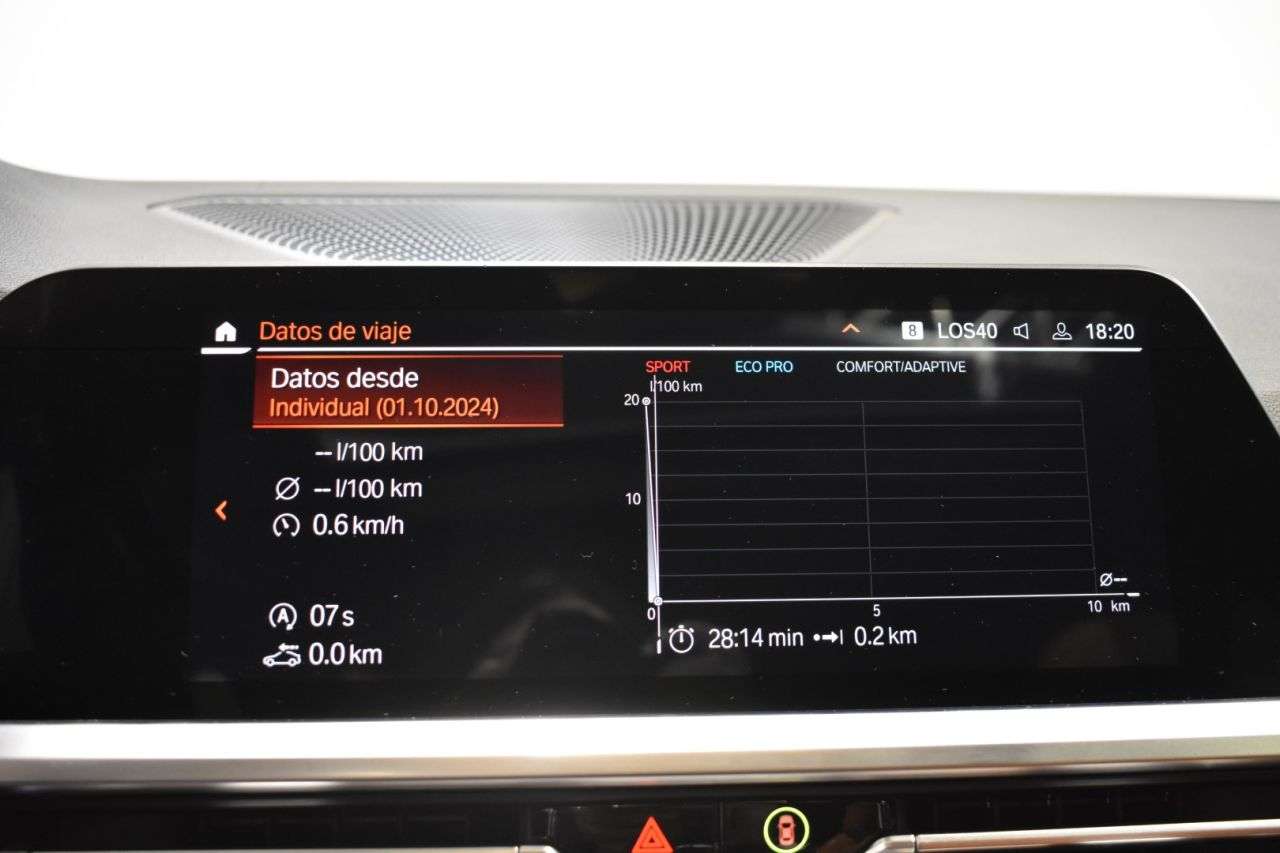 Datos de viaje
8 LOS40 18:20
Datos desde
Individual (01.10.2024)
-- l/100 km
Ø -- l/100 km
0.6 km/h
A 07 s
0.0 km
SPORT ECO PRO COMFORT/ADAPTIVE
l/100 km
20
10
0 5 10 km
Ø--
28:14 min 0.2 km